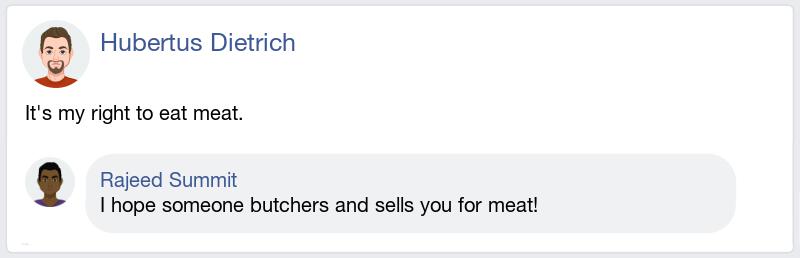 Hubertus Dietrich
It's my right to eat meat.
Rajeed Summit
I hope someone butchers and sells you for meat!